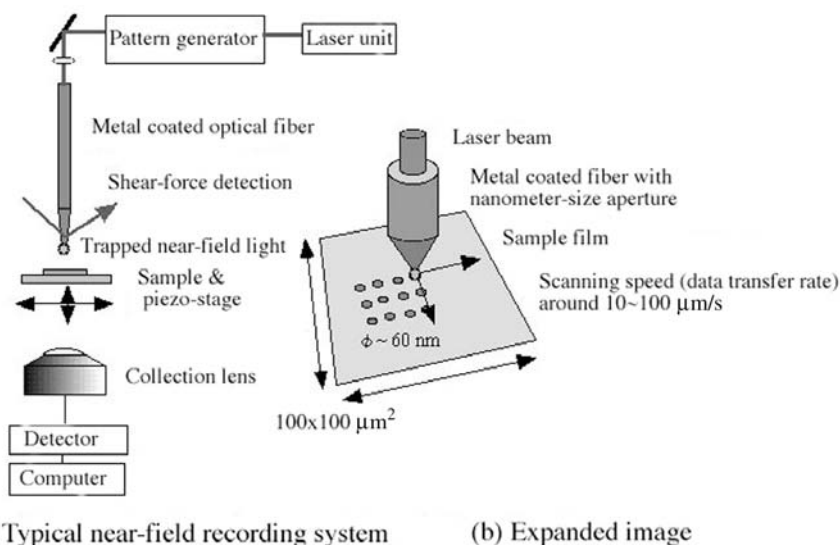 Pattern generator
Laser unit
Metal coated optical fiber
Shear-force detection
Trapped near-field light
Sample &
piezo-stage
Collection lens
Detector
Computer
Typical near-field recording system
Laser beam
Metal coated fiber with
nanometer-size aperture
Sample film
Scanning speed (data transfer rate)
around 10~100 μm/s
ϕ~ 60 nm
100x100 μm²
(b) Expanded image